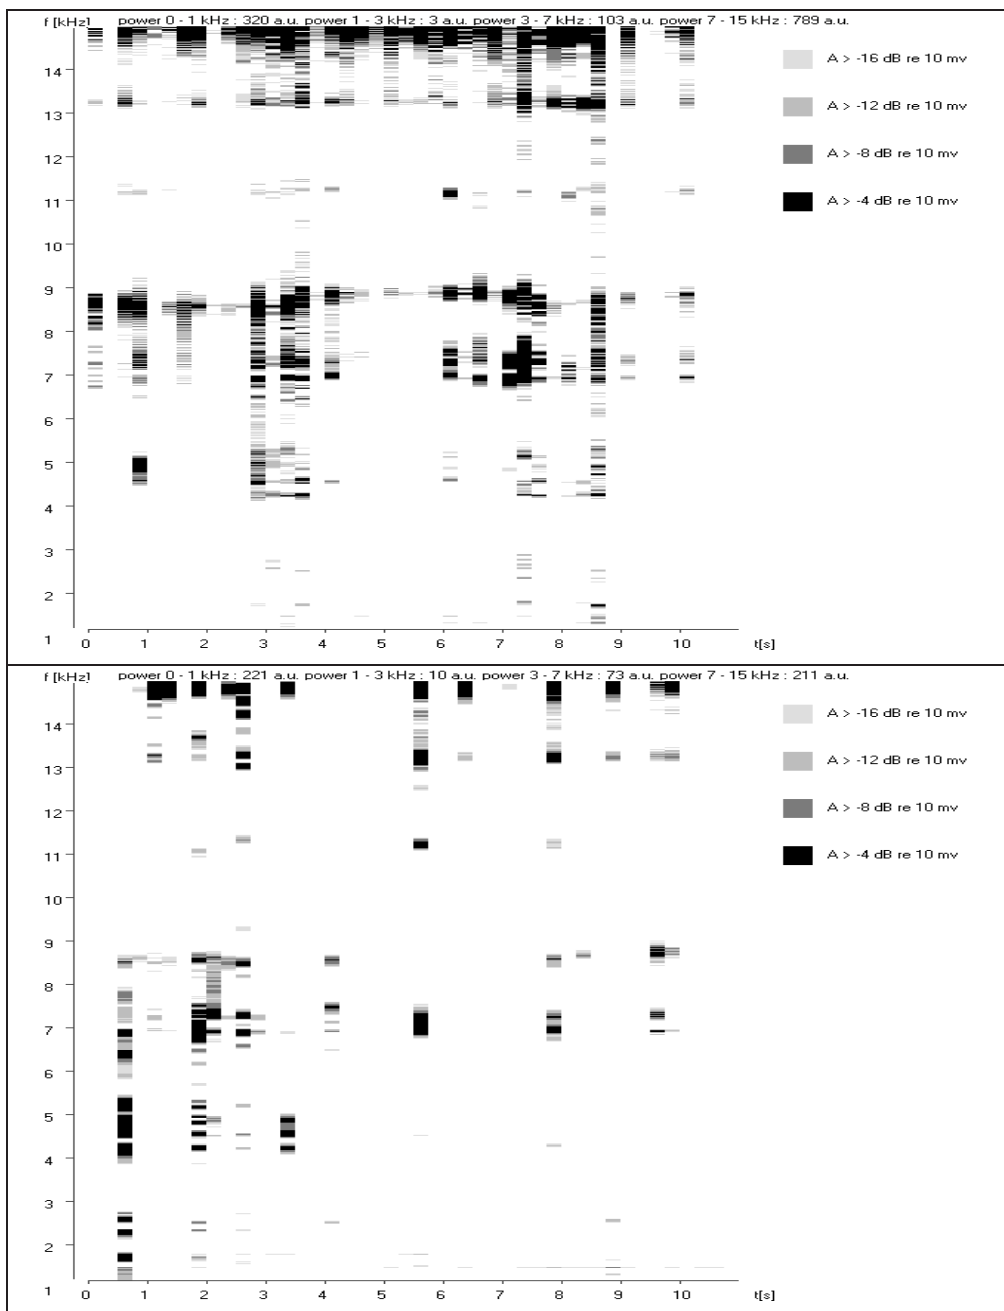 f [kHz] power 0 - 1 kHz : 320 a.u. power 1 - 3 kHz : 3 a.u. power 3 - 7 kHz : 103 a.u. power 7 - 15 kHz : 789 a.u.
A > -16 dB re 10 mv
A > -12 dB re 10 mv
A > -8 dB re 10 mv
A > -4 dB re 10 mv
14
13
12
11
10
9
8
7
6
5
4
3
2
1
0 1 2 3 4 5 6 7 8 9 10 t[s]
f [kHz] power 0 - 1 kHz : 221 a.u. power 1 - 3 kHz : 10 a.u. power 3 - 7 kHz : 73 a.u. power 7 - 15 kHz : 211 a.u.
A > -16 dB re 10 mv
A > -12 dB re 10 mv
A > -8 dB re 10 mv
A > -4 dB re 10 mv
14
13
12
11
10
9
8
7
6
5
4
3
2
1
0 1 2 3 4 5 6 7 8 9 10 t[s]